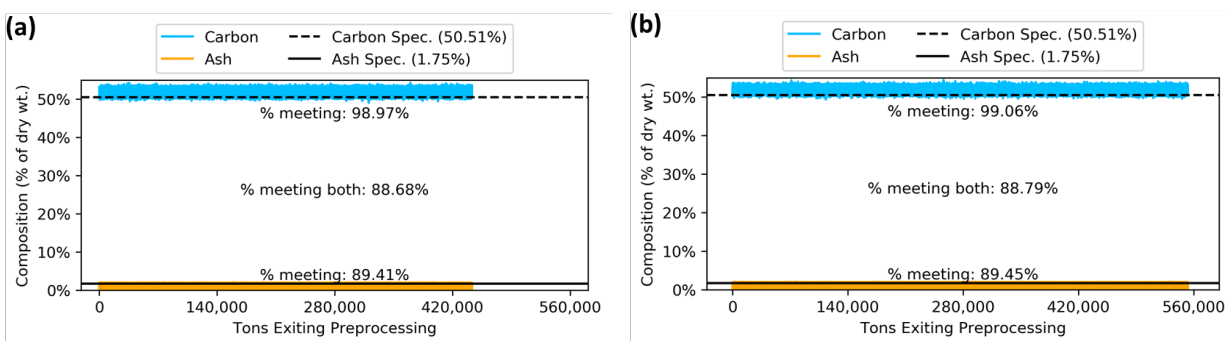 (a)
Carbon
Carbon Spec. (50.51%)
Ash
Ash Spec. (1.75%)
50%
40%
30%
20%
10%
0%
Composition (% of dry wt.)
% meeting: 98.97%
% meeting both: 88.68%
% meeting: 89.41%
0
140,000
280,000
420,000
560,000
Tons Exiting Preprocessing
(b)
Carbon
Carbon Spec. (50.51%)
Ash
Ash Spec. (1.75%)
50%
40%
30%
20%
10%
0%
Composition (% of dry wt.)
% meeting: 99.06%
% meeting both: 88.79%
% meeting: 89.45%
0
140,000
280,000
420,000
560,000
Tons Exiting Preprocessing